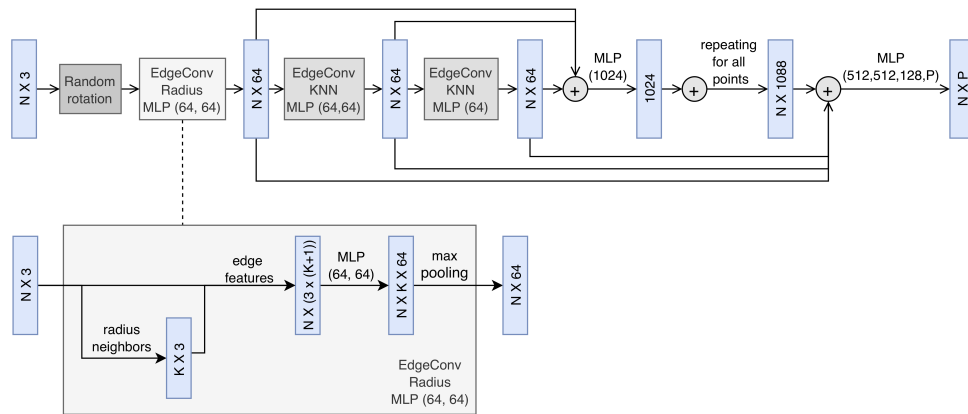 N X 3
Random
rotation
EdgeConv
Radius
MLP (64, 64)
N X 64
EdgeConv
KNN
MLP (64,64)
N X 64
EdgeConv
KNN
MLP (64)
N X 64
+
MLP
(1024)
1024
+
repeating
for all
points
N X 1088
+
MLP
(512,512,128,P)
N X P
N X 3
radius
neighbors
K X 3
edge
features
N X (3 x (K+1))
MLP
(64, 64)
N X K X 64
max
pooling
N X 64
EdgeConv
Radius
MLP (64, 64)